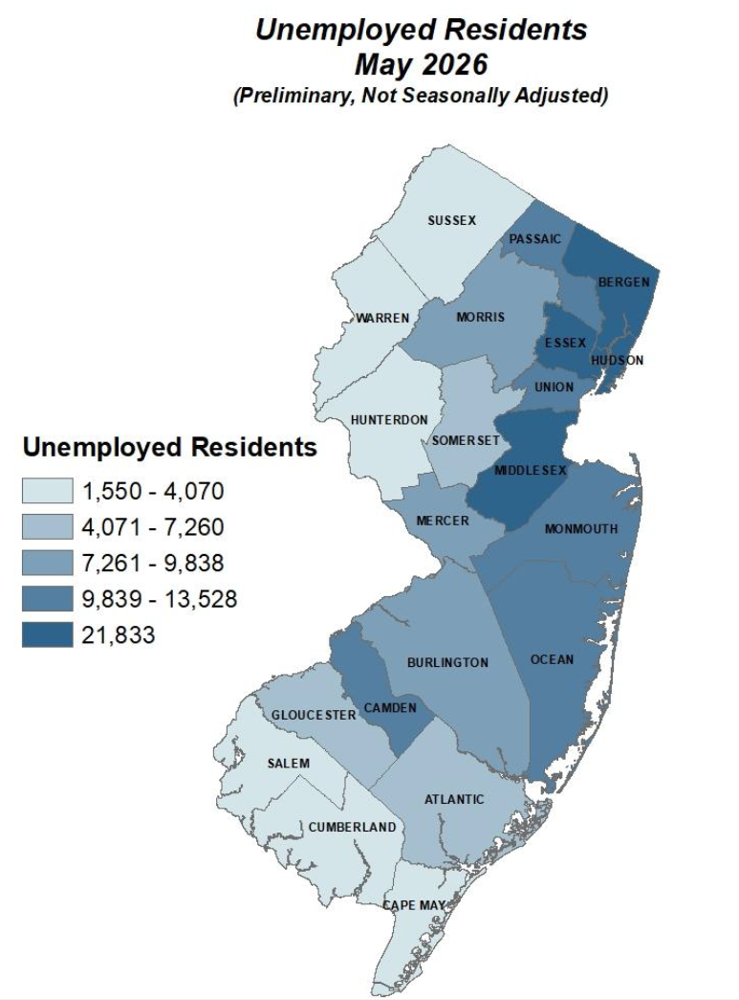 Unemployed Residents
May 2026
(Preliminary, Not Seasonally Adjusted)
SUSSEX
PASSAIC
BERGEN
WARREN
MORRIS
ESSEX
HUDSON
UNION
HUNTERDON
SOMERSET
MIDDLESEX
MERCER
MONMOUTH
Unemployed Residents
1,550 - 4,070
4,071 - 7,260
7,261 - 9,838
9,839 - 13,528
21,833
BURLINGTON
OCEAN
CAMDEN
GLOUCESTER
SALEM
ATLANTIC
CUMBERLAND
CAPE MAY